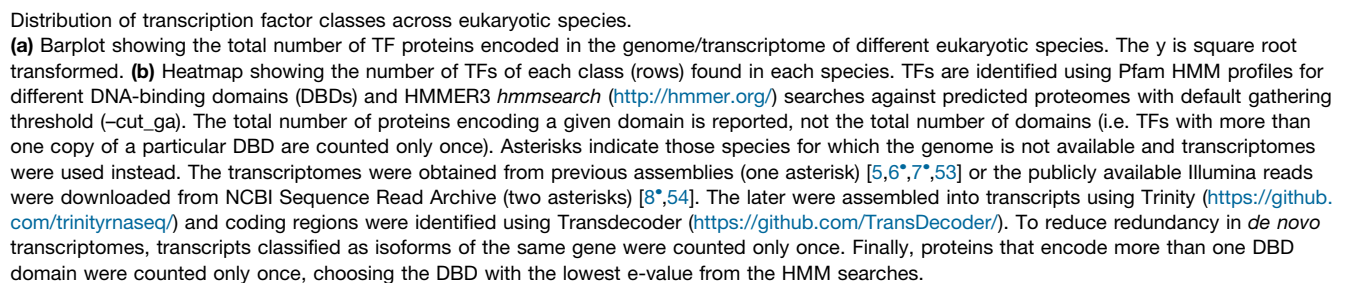 Distribution of transcription factor classes across eukaryotic species.
(a) Barplot showing the total number of TF proteins encoded in the genome/transcriptome of different eukaryotic species. The y is square root
transformed. (b) Heatmap showing the number of TFs of each class (rows) found in each species. TFs are identified using Pfam HMM profiles for
different DNA-binding domains (DBDs) and HMMER3 hmmsearch (http://hmmer.org/) searches against predicted proteomes with default gathering
threshold (–cut_ga). The total number of proteins encoding a given domain is reported, not the total number of domains (i.e. TFs with more than
one copy of a particular DBD are counted only once). Asterisks indicate those species for which the genome is not available and transcriptomes
were used instead. The transcriptomes were obtained from previous assemblies (one asterisk) [5,6•,7•,53] or the publicly available Illumina reads
were downloaded from NCBI Sequence Read Archive (two asterisks) [8•,54]. The later were assembled into transcripts using Trinity (https://github.
com/trinityrnaseq/) and coding regions were identified using Transdecoder (https://github.com/TransDecoder/). To reduce redundancy in de novo
transcriptomes, transcripts classified as isoforms of the same gene were counted only once. Finally, proteins that encode more than one DBD
domain were counted only once, choosing the DBD with the lowest e-value from the HMM searches.